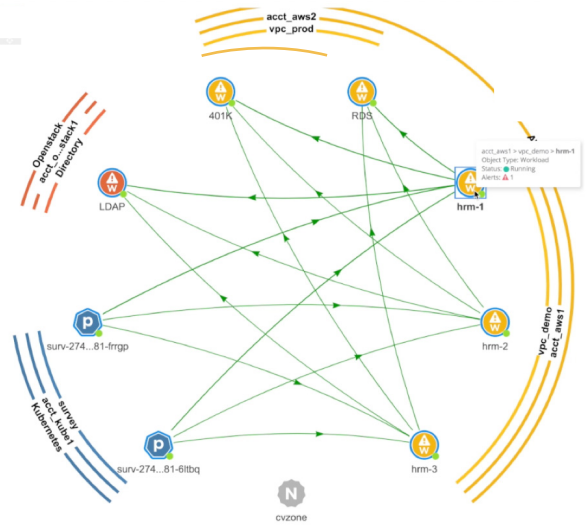 acct_aws2
vpc_prod
401K
RDS
W
W
Openstack
acct_o...stack1
Directory
W
LDAP
W
hrm-1
acct_aws1 > vpc_demo > hrm-1
Object Type: Workload
Status: Running
Alerts: 1
P
surv-274...81-frrgp
W
hrm-2
vpc_demo
acct_aws1
survey
acct_kube1
Kubernetes
P
surv-274...81-6ltbq
W
hrm-3
N
cvzone